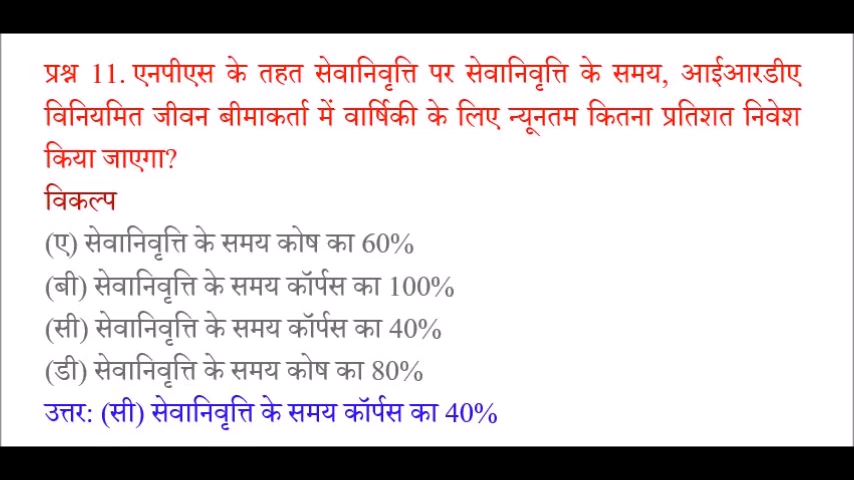 प्रश्न 11. एनपीएस के तहत सेवानिवृत्ति पर सेवानिवृत्ति के समय, आईआरडीए
विनियमित जीवन बीमाकर्ता में वार्षिकी के लिए न्यूनतम कितना प्रतिशत निवेश
किया जाएगा?
विकल्प
(ए) सेवानिवृत्ति के समय कोष का 60%
(बी) सेवानिवृत्ति के समय कॉर्पस का 100%
(सी) सेवानिवृत्ति के समय कॉर्पस का 40%
(डी) सेवानिवृत्ति के समय कोष का 80%
उत्तर: (सी) सेवानिवृत्ति के समय कॉर्पस का 40%